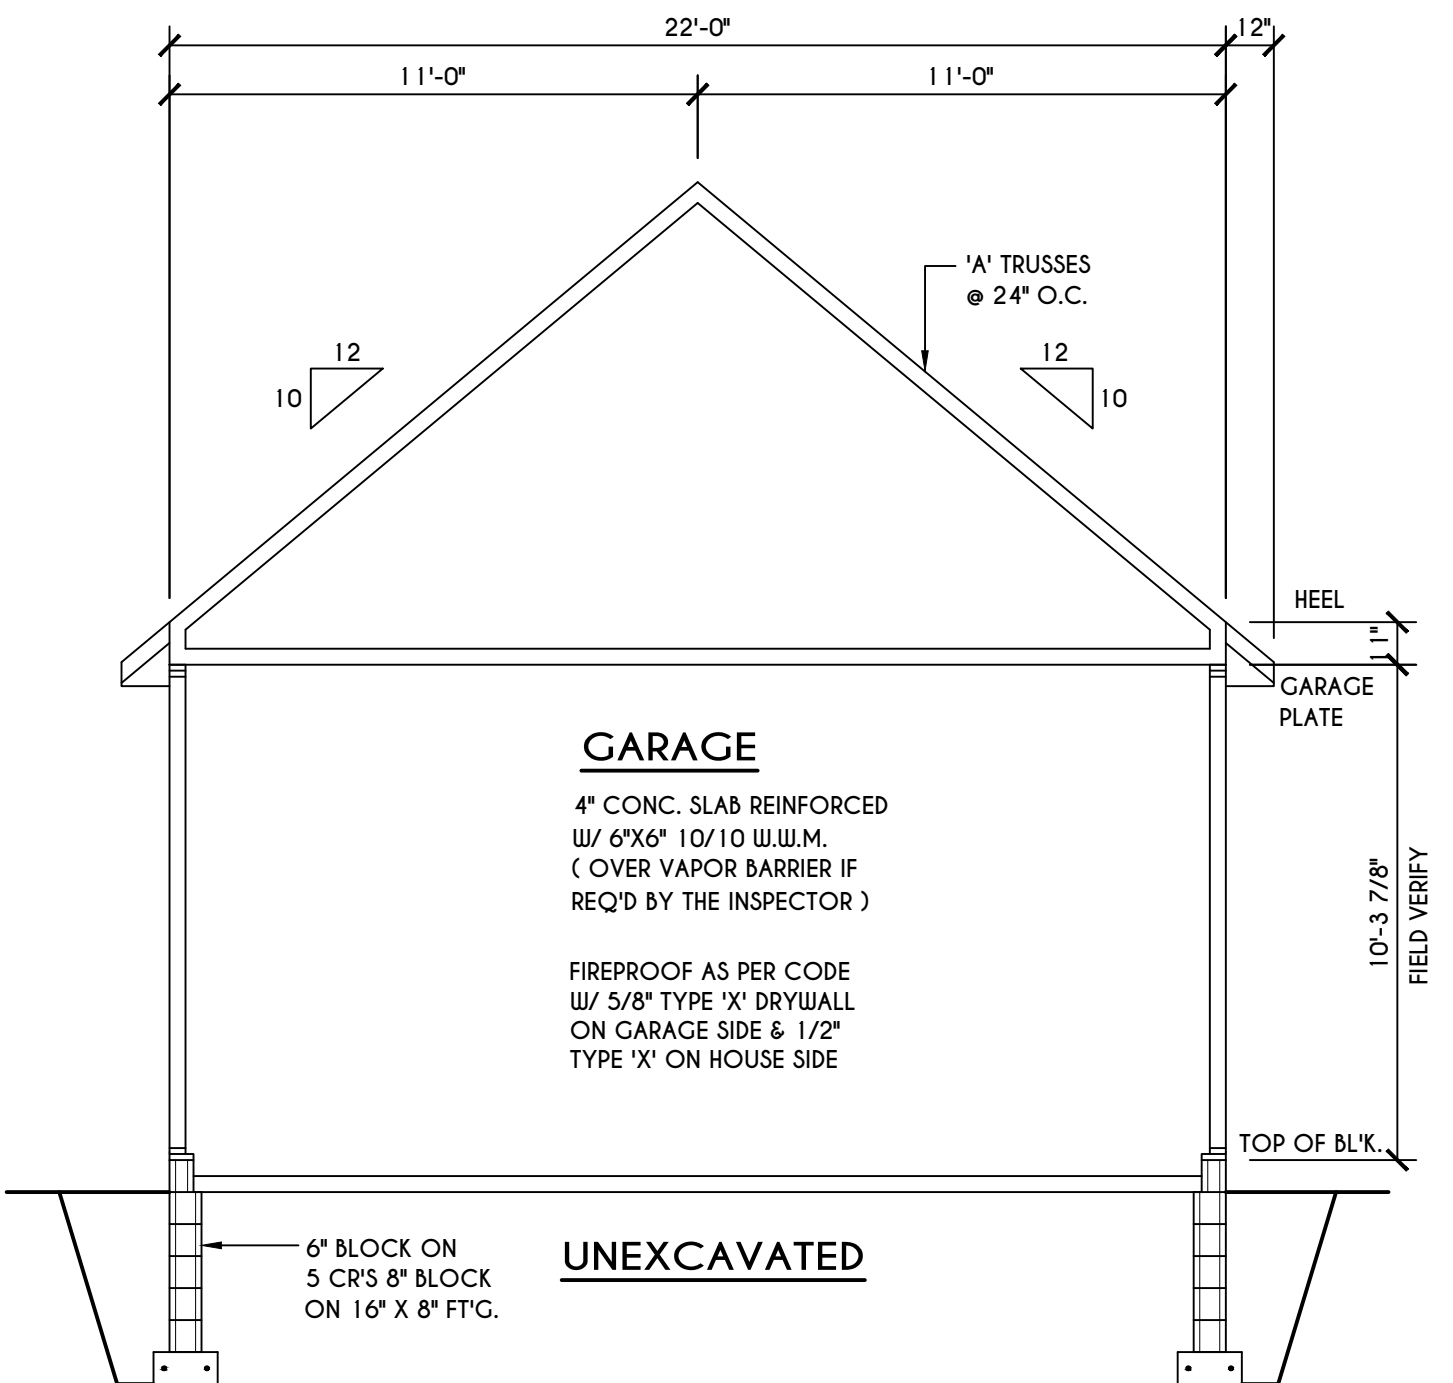 22'-0"
12"
11'-0"
11'-0"
'A' TRUSSES
@ 24" O.C.
12
10
12
10
HEEL
11"
GARAGE
PLATE
GARAGE
4" CONC. SLAB REINFORCED
W/ 6"X6" 10/10 W.W.M.
( OVER VAPOR BARRIER IF
REQ'D BY THE INSPECTOR )
FIREPROOF AS PER CODE
W/ 5/8" TYPE 'X' DRYWALL
ON GARAGE SIDE & 1/2"
TYPE 'X' ON HOUSE SIDE
10'-3 7/8"
FIELD VERIFY
TOP OF BL'K.
6" BLOCK ON
5 CR'S 8" BLOCK
ON 16" X 8" FT'G.
UNEXCAVATED